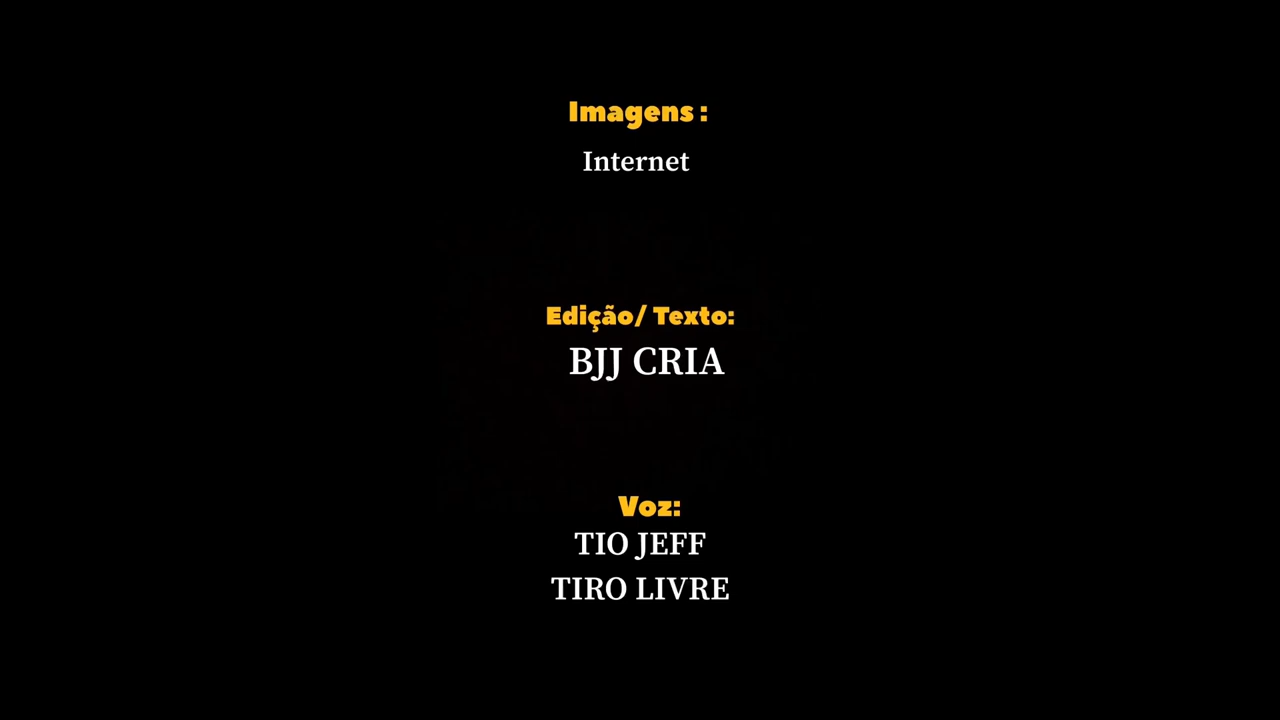 Imagens :
Internet
Edição/ Texto:
BJJ CRIA
Voz:
TIO JEFF
TIRO LIVRE